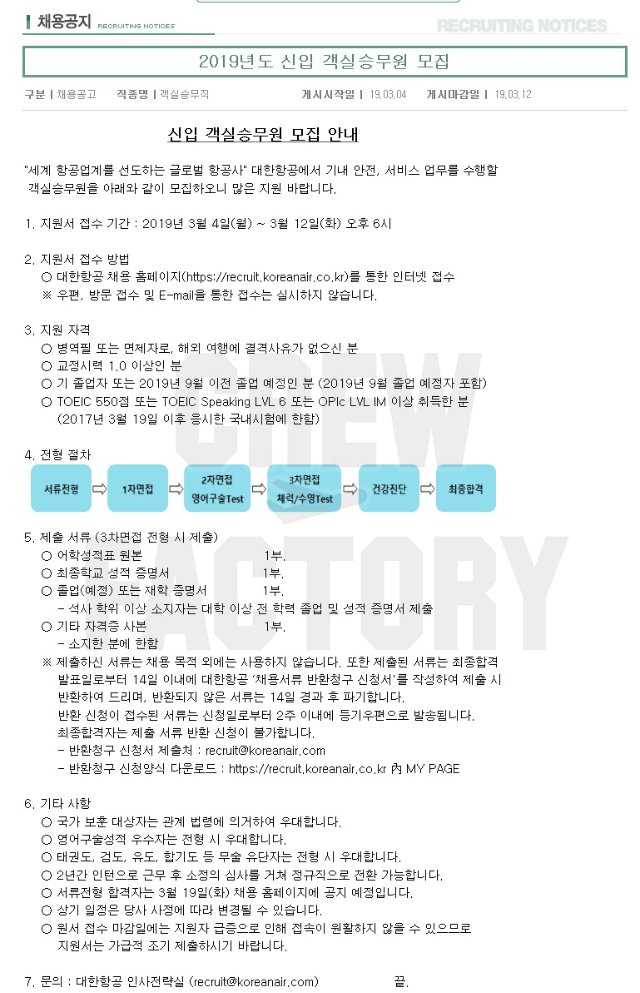 채용공지 RECRUITING NOTICES
RECRUITING NOTICES
2019년도 신입 객실승무원 모집
구분 | 채용공고 직종명 | 객실승무직 게시시작일 | 19.03.04 게시마감일 | 19.03.12
신입 객실승무원 모집 안내
"세계 항공업계를 선도하는 글로벌 항공사" 대한항공에서 기내 안전, 서비스 업무를 수행할
객실승무원을 아래와 같이 모집하오니 많은 지원 바랍니다.
1. 지원서 접수 기간 : 2019년 3월 4일(월) ~ 3월 12일(화) 오후 6시
2. 지원서 접수 방법
○ 대한항공 채용 홈페이지(https://recruit.koreanair.co.kr)를 통한 인터넷 접수
※ 우편, 방문 접수 및 E-mail을 통한 접수는 실시하지 않습니다.
3. 지원 자격
○ 병역필 또는 면제자로, 해외 여행에 결격사유가 없으신 분
○ 교정시력 1.0 이상인 분
○ 기 졸업자 또는 2019년 9월 이전 졸업 예정인 분 (2019년 9월 졸업 예정자 포함)
○ TOEIC 550점 또는 TOEIC Speaking LVL 6 또는 OPIc LVL IM 이상 취득한 분
(2017년 3월 19일 이후 응시한 국내시험에 한함)
4. 전형 절차
서류전형 ⇨ 1차면접 ⇨ 2차면접 영어구술Test ⇨ 3차면접 체력/수영Test ⇨ 건강진단 ⇨ 최종합격
5. 제출 서류 (3차면접 전형 시 제출)
○ 어학성적표 원본 1부.
○ 최종학교 성적 증명서 1부.
○ 졸업(예정) 또는 재학 증명서 1부.
- 석사 학위 이상 소지자는 대학 이상 전 학력 졸업 및 성적 증명서 제출
○ 기타 자격증 사본 1부.
- 소지한 분에 한함
※ 제출하신 서류는 채용 목적 외에는 사용하지 않습니다. 또한 제출된 서류는 최종합격
발표일로부터 14일 이내에 대한항공 '채용서류 반환청구 신청서'를 작성하여 제출 시
반환하여 드리며, 반환되지 않은 서류는 14일 경과 후 파기합니다.
반환 신청이 접수된 서류는 신청일로부터 2주 이내에 등기우편으로 발송됩니다.
최종합격자는 제출 서류 반환 신청이 불가합니다.
- 반환청구 신청서 제출처 : recruit@koreanair.com
- 반환청구 신청양식 다운로드 : https://recruit.koreanair.co.kr 內 MY PAGE
6. 기타 사항
○ 국가 보훈 대상자는 관계 법령에 의거하여 우대합니다.
○ 영어구술성적 우수자는 전형 시 우대합니다.
○ 태권도, 검도, 유도, 합기도 등 무술 유단자는 전형 시 우대합니다.
○ 2년간 인턴으로 근무 후 소정의 심사를 거쳐 정규직으로 전환 가능합니다.
○ 서류전형 합격자는 3월 19일(화) 채용 홈페이지에 공지 예정입니다.
○ 상기 일정은 당사 사정에 따라 변경될 수 있습니다.
○ 원서 접수 마감일에는 지원자 급증으로 인해 접속이 원활하지 않을 수 있으므로
지원서는 가급적 조기 제출하시기 바랍니다.
7. 문의 : 대한항공 인사전략실 (recruit@koreanair.com) 끝.
CREW
FACTORY